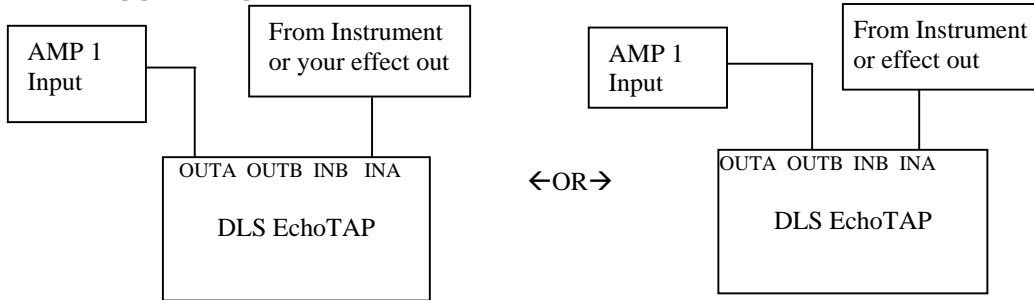 AMP 1
Input
From Instrument
or your effect out
OUTA OUTB INB INA
DLS EchoTAP
←OR→
AMP 1
Input
From Instrument
or effect out
OUTA OUTB INB INA
DLS EchoTAP